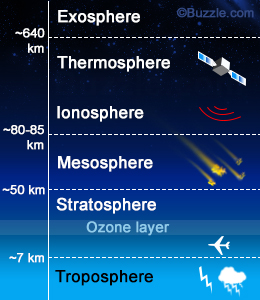 ©Buzzle.com
Exosphere
~640
km
Thermosphere
Ionosphere
~80-85
km
Mesosphere
~50 km
Stratosphere
Ozone layer
~7 km
Troposphere